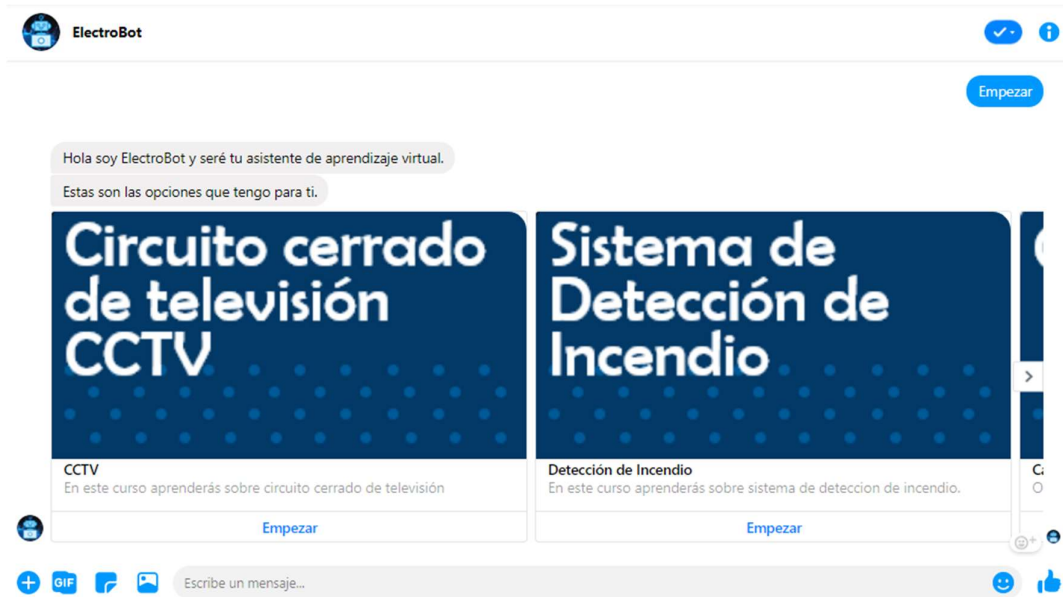 ElectroBot
Empezar
Hola soy ElectroBot y seré tu asistente de aprendizaje virtual.
Estas son las opciones que tengo para ti.
Circuito cerrado
de televisión
CCTV
CCTV
En este curso aprenderás sobre circuito cerrado de televisión
Empezar
Sistema de
Detección de
Incendio
Detección de Incendio
En este curso aprenderás sobre sistema de deteccion de incendio.
Empezar
GIF
Escribe un mensaje...